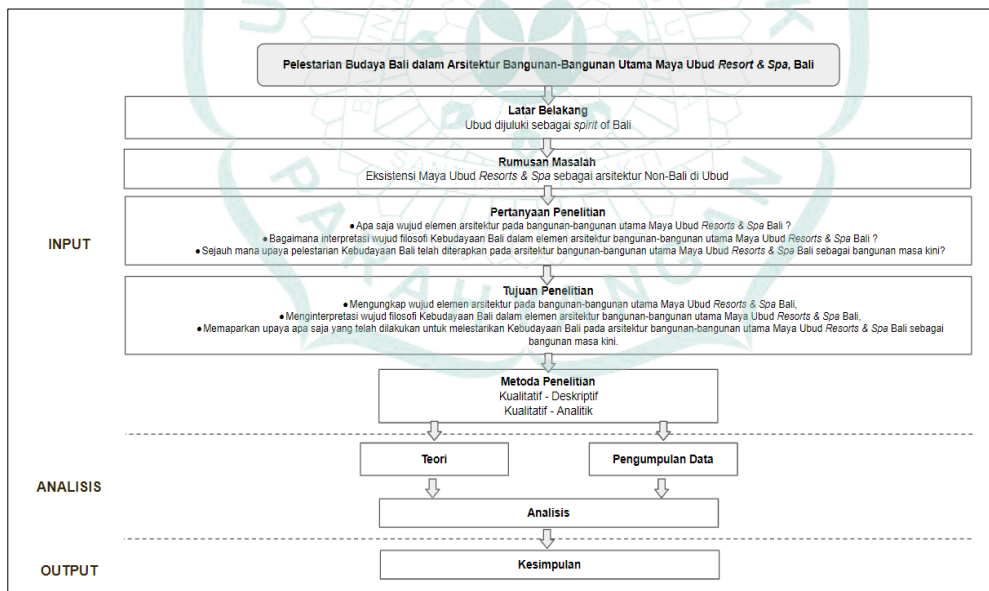 Pelestarian Budaya Bali dalam Arsitektur Bangunan-Bangunan Utama Maya Ubud Resort & Spa, Bali
Latar Belakang
Ubud dijuluki sebagai spirit of Bali
Rumusan Masalah
Eksistensi Maya Ubud Resorts & Spa sebagai arsitektur Non-Bali di Ubud
INPUT
Pertanyaan Penelitian
●Apa saja wujud elemen arsitektur pada bangunan-bangunan utama Maya Ubud Resorts & Spa Bali ?
●Bagaimana interpretasi wujud filosofi Kebudayaan Bali dalam elemen arsitektur bangunan-bangunan utama Maya Ubud Resorts & Spa Bali ?
●Sejauh mana upaya pelestarian Kebudayaan Bali telah diterapkan pada arsitektur bangunan-bangunan utama Maya Ubud Resorts & Spa Bali sebagai bangunan masa kini?
Tujuan Penelitian
●Mengungkap wujud elemen arsitektur pada bangunan-bangunan utama Maya Ubud Resorts & Spa Bali,
●Menginterpretasi wujud filosofi Kebudayaan Bali dalam elemen arsitektur bangunan-bangunan utama Maya Ubud Resorts & Spa Bali,
●Memaparkan upaya apa saja yang telah dilakukan untuk melestarikan Kebudayaan Bali pada arsitektur bangunan-bangunan utama Maya Ubud Resorts & Spa Bali sebagai
bangunan masa kini.
Metoda Penelitian
Kualitatif - Deskriptif
Kualitatif - Analitik
ANALISIS
Teori
Pengumpulan Data
Analisis
OUTPUT
Kesimpulan
PARAHYANGAN